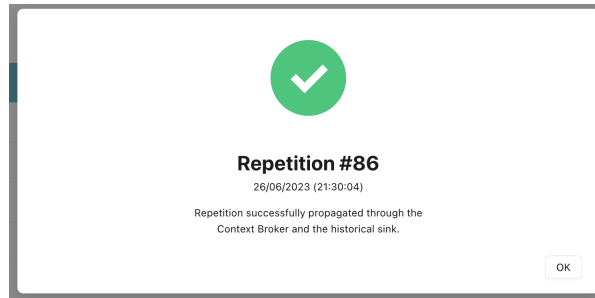 Repetition #86
26/06/2023 (21:30:04)
Repetition successfully propagated through the
Context Broker and the historical sink.
OK